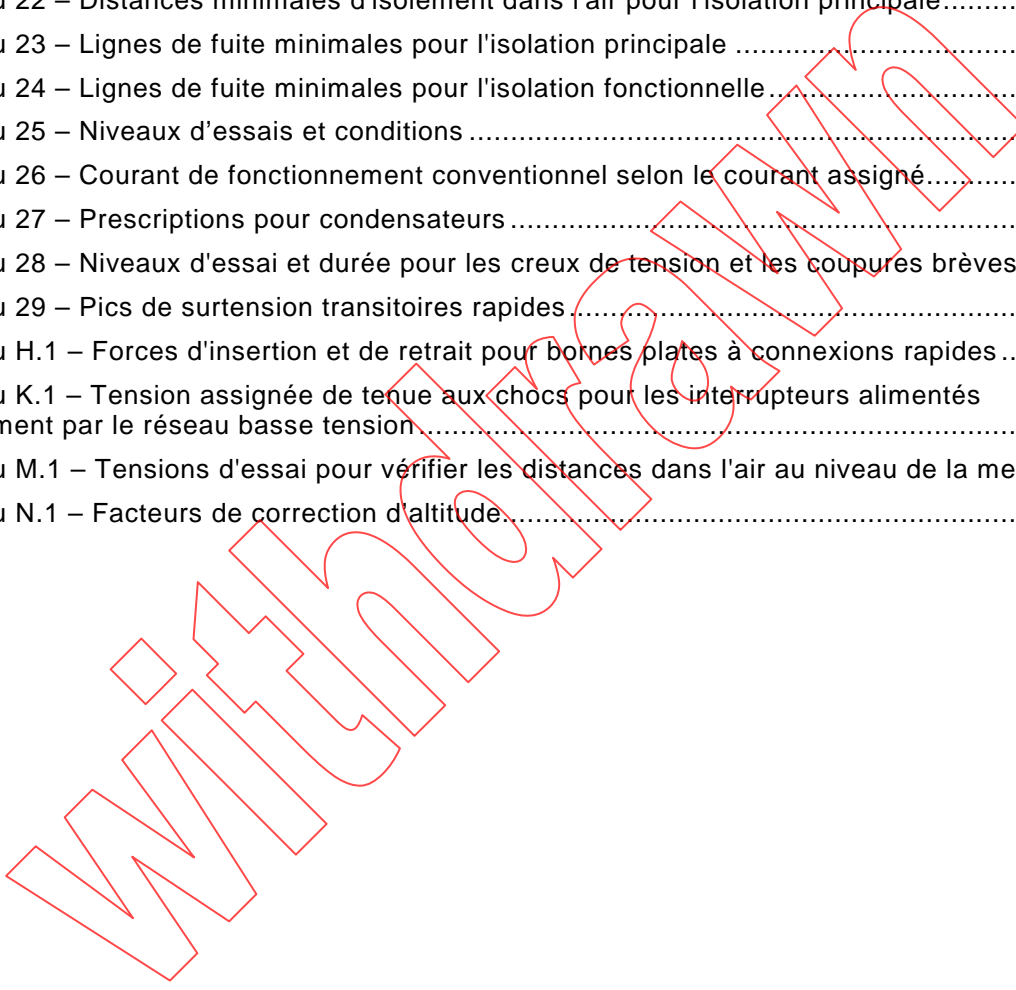 u 22 – Distances minimales d'isolement dans l'air pour l'isolation principale.........
u 23 – Lignes de fuite minimales pour l'isolation principale ....................................
u 24 – Lignes de fuite minimales pour l'isolation fonctionnelle................................
u 25 – Niveaux d’essais et conditions .......................................................................
u 26 – Courant de fonctionnement conventionnel selon le courant assigné............
u 27 – Prescriptions pour condensateurs..................................................................
u 28 – Niveaux d'essai et durée pour les creux de tension et les coupures brèves
u 29 – Pics de surtension transitoires rapides..........................................................
u H.1 – Forces d'insertion et de retrait pour bornes plates à connexions rapides ..
u K.1 – Tension assignée de tenue aux chocs pour les interrupteurs alimentés
ment par le réseau basse tension..............................................................................
u M.1 – Tensions d'essai pour vérifier les distances dans l'air au niveau de la me
u N.1 – Facteurs de correction d'altitude..................................................................
withdrawn